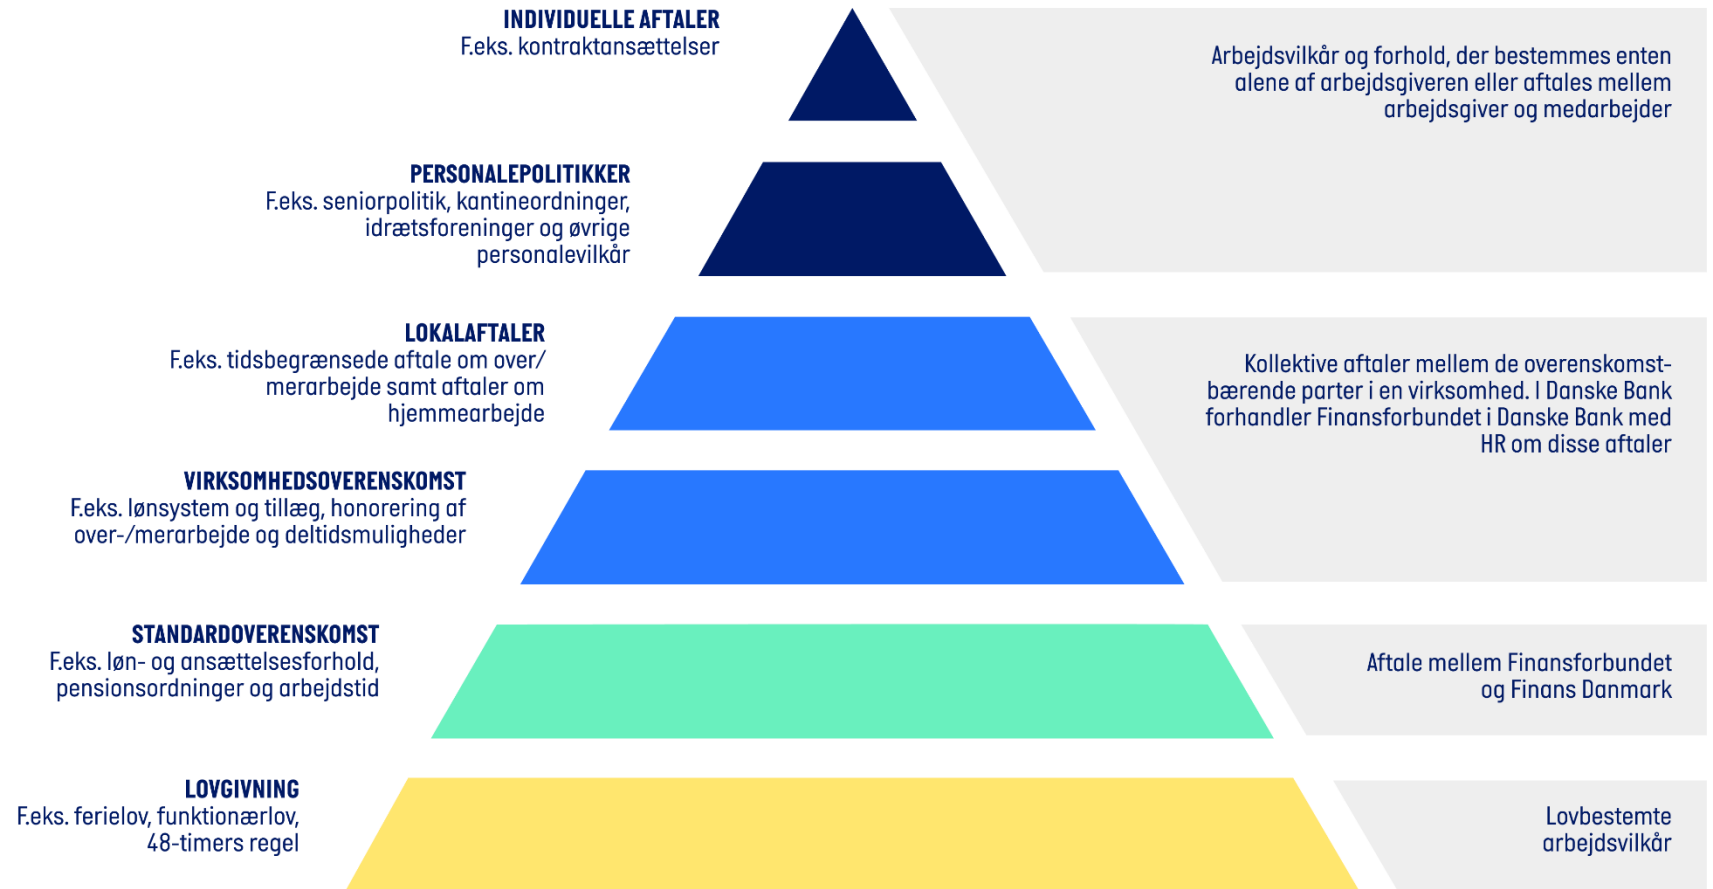 INDIVIDUELLE AFTALER
F.eks. kontraktansættelser
Arbejdsvilkår og forhold, der bestemmes enten
alene af arbejdsgiveren eller aftales mellem
arbejdsgiver og medarbejder
PERSONALEPOLITIKKER
F.eks. seniorpolitik, kantineordninger,
idrætsforeninger og øvrige
personalevilkår
LOKALAFTALER
F.eks. tidsbegrænsede aftale om over/
merarbejde samt aftaler om
hjemmearbejde
Kollektive aftaler mellem de overenskomst-
bærende parter i en virksomhed. I Danske Bank
forhandler Finansforbundet i Danske Bank med
HR om disse aftaler
VIRKSOMHEDSOVERENSKOMST
F.eks. lønsystem og tillæg, honorering af
over-/merarbejde og deltidsmuligheder
STANDARDOVERENSKOMST
F.eks. løn- og ansættelsesforhold,
pensionsordninger og arbejdstid
Aftale mellem Finansforbundet
og Finans Danmark
LOVGIVNING
F.eks. ferielov, funktionærlov,
48-timers regel
Lovbestemte
arbejdsvilkår